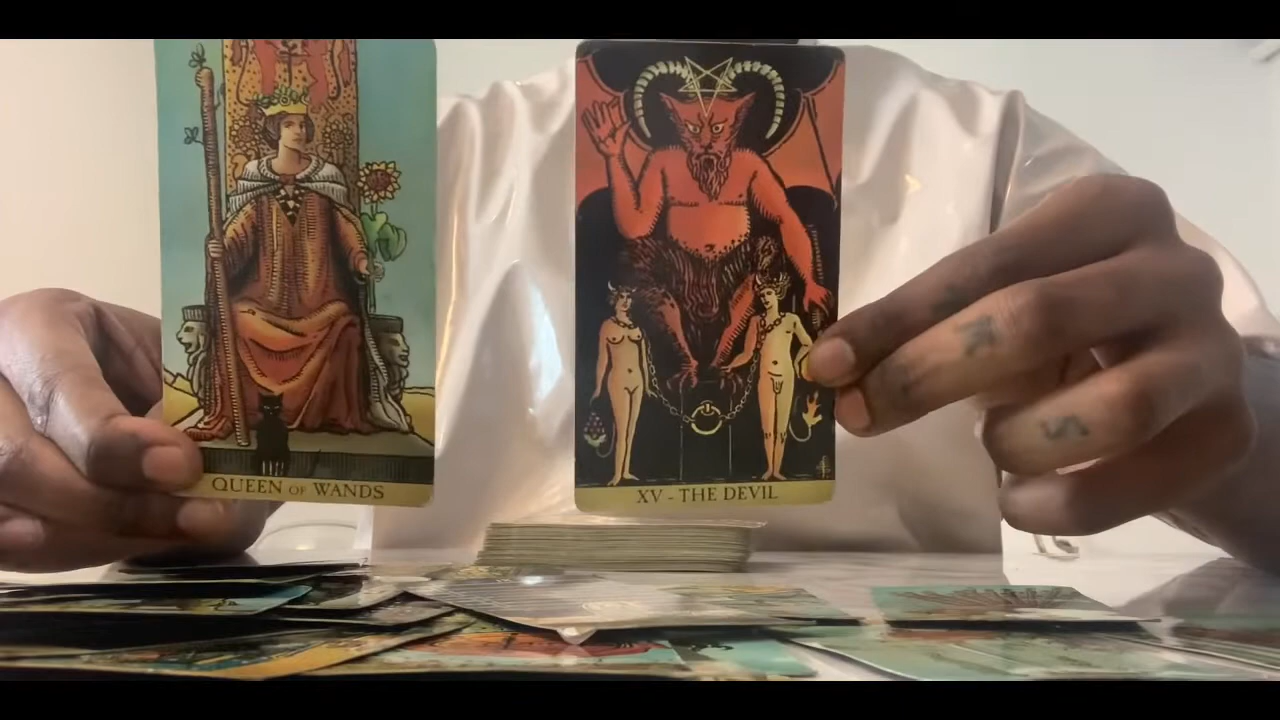 QUEEN OF WANDS
XV - THE DEVIL